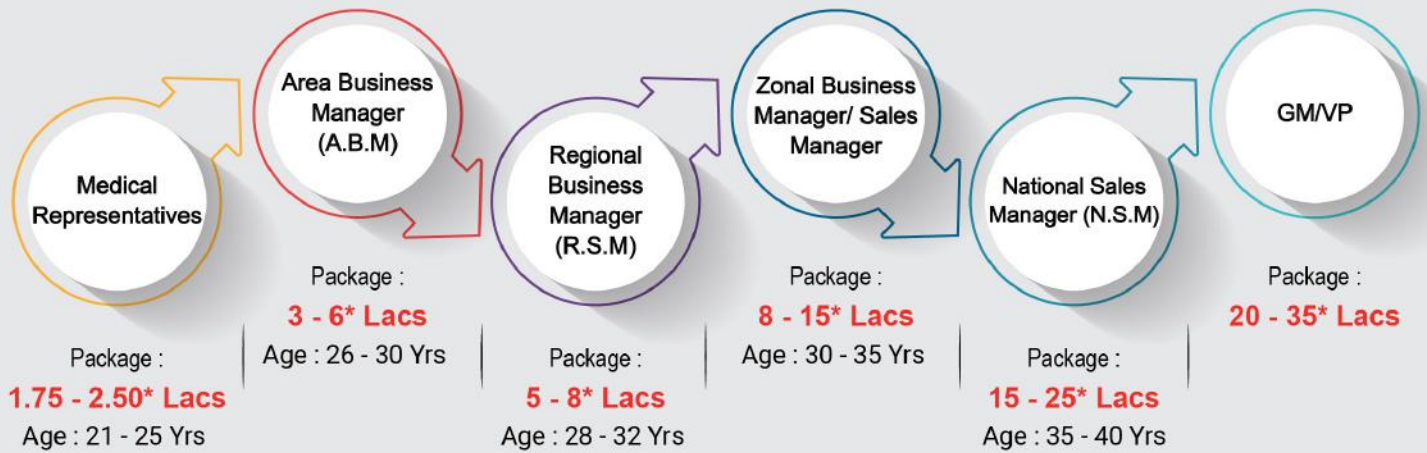 Medical
Representatives
Package :
1.75 - 2.50* Lacs
Age : 21 - 25 Yrs
Area Business
Manager
(A.B.M)
Package :
3 - 6* Lacs
Age : 26 - 30 Yrs
Regional
Business
Manager
(R.S.M)
Package :
5 - 8* Lacs
Age : 28 - 32 Yrs
Zonal Business
Manager/ Sales
Manager
Package :
8 - 15* Lacs
Age : 30 - 35 Yrs
National Sales
Manager (N.S.M)
Package :
15 - 25* Lacs
Age : 35 - 40 Yrs
GM/VP
Package :
20 - 35* Lacs